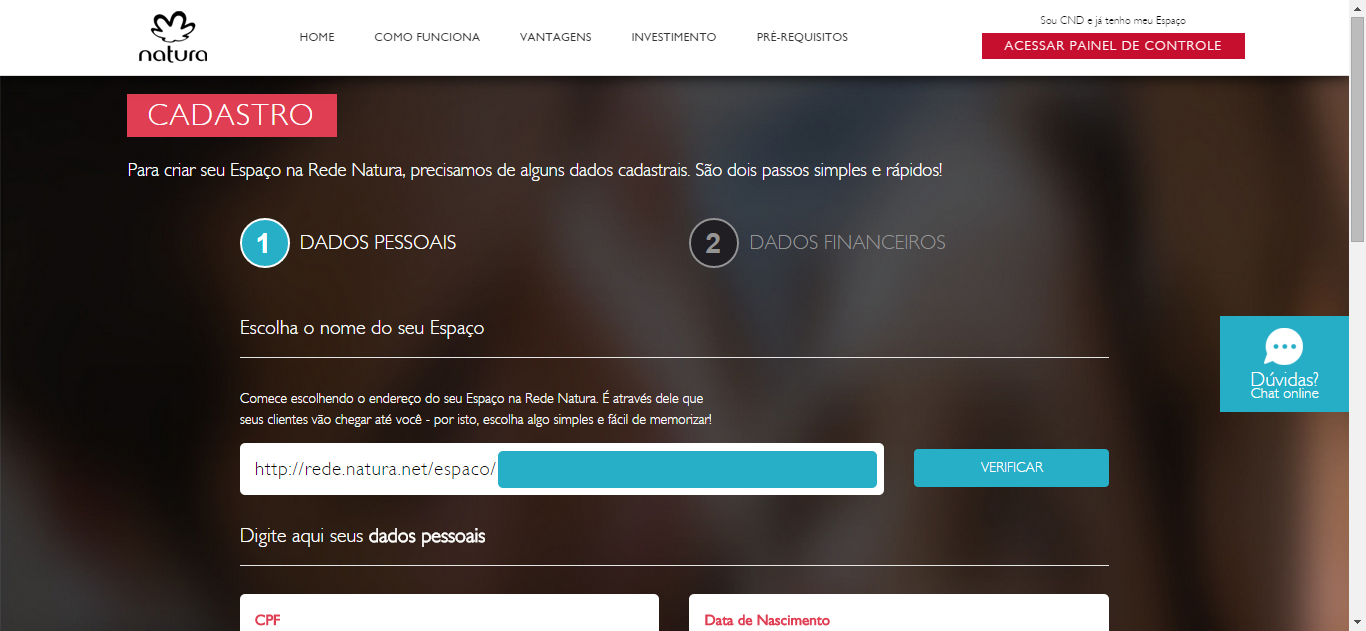 natura
HOME
COMO FUNCIONA
VANTAGENS
INVESTIMENTO
PRÉ-REQUISITOS
Sou CND e já tenho meu Espaço
ACESSAR PAINEL DE CONTROLE
CADASTRO
Para criar seu Espaço na Rede Natura, precisamos de alguns dados cadastrais. São dois passos simples e rápidos!
1 DADOS PESSOAIS
2 DADOS FINANCEIROS
Escolha o nome do seu Espaço
Dúvidas?
Chat online
Comece escolhendo o endereço do seu Espaço na Rede Natura. É através dele que
seus clientes vão chegar até você - por isto, escolha algo simples e fácil de memorizar!
http://rede.natura.net/espaco/
VERIFICAR
Digite aqui seus dados pessoais
CPF
Data de Nascimento